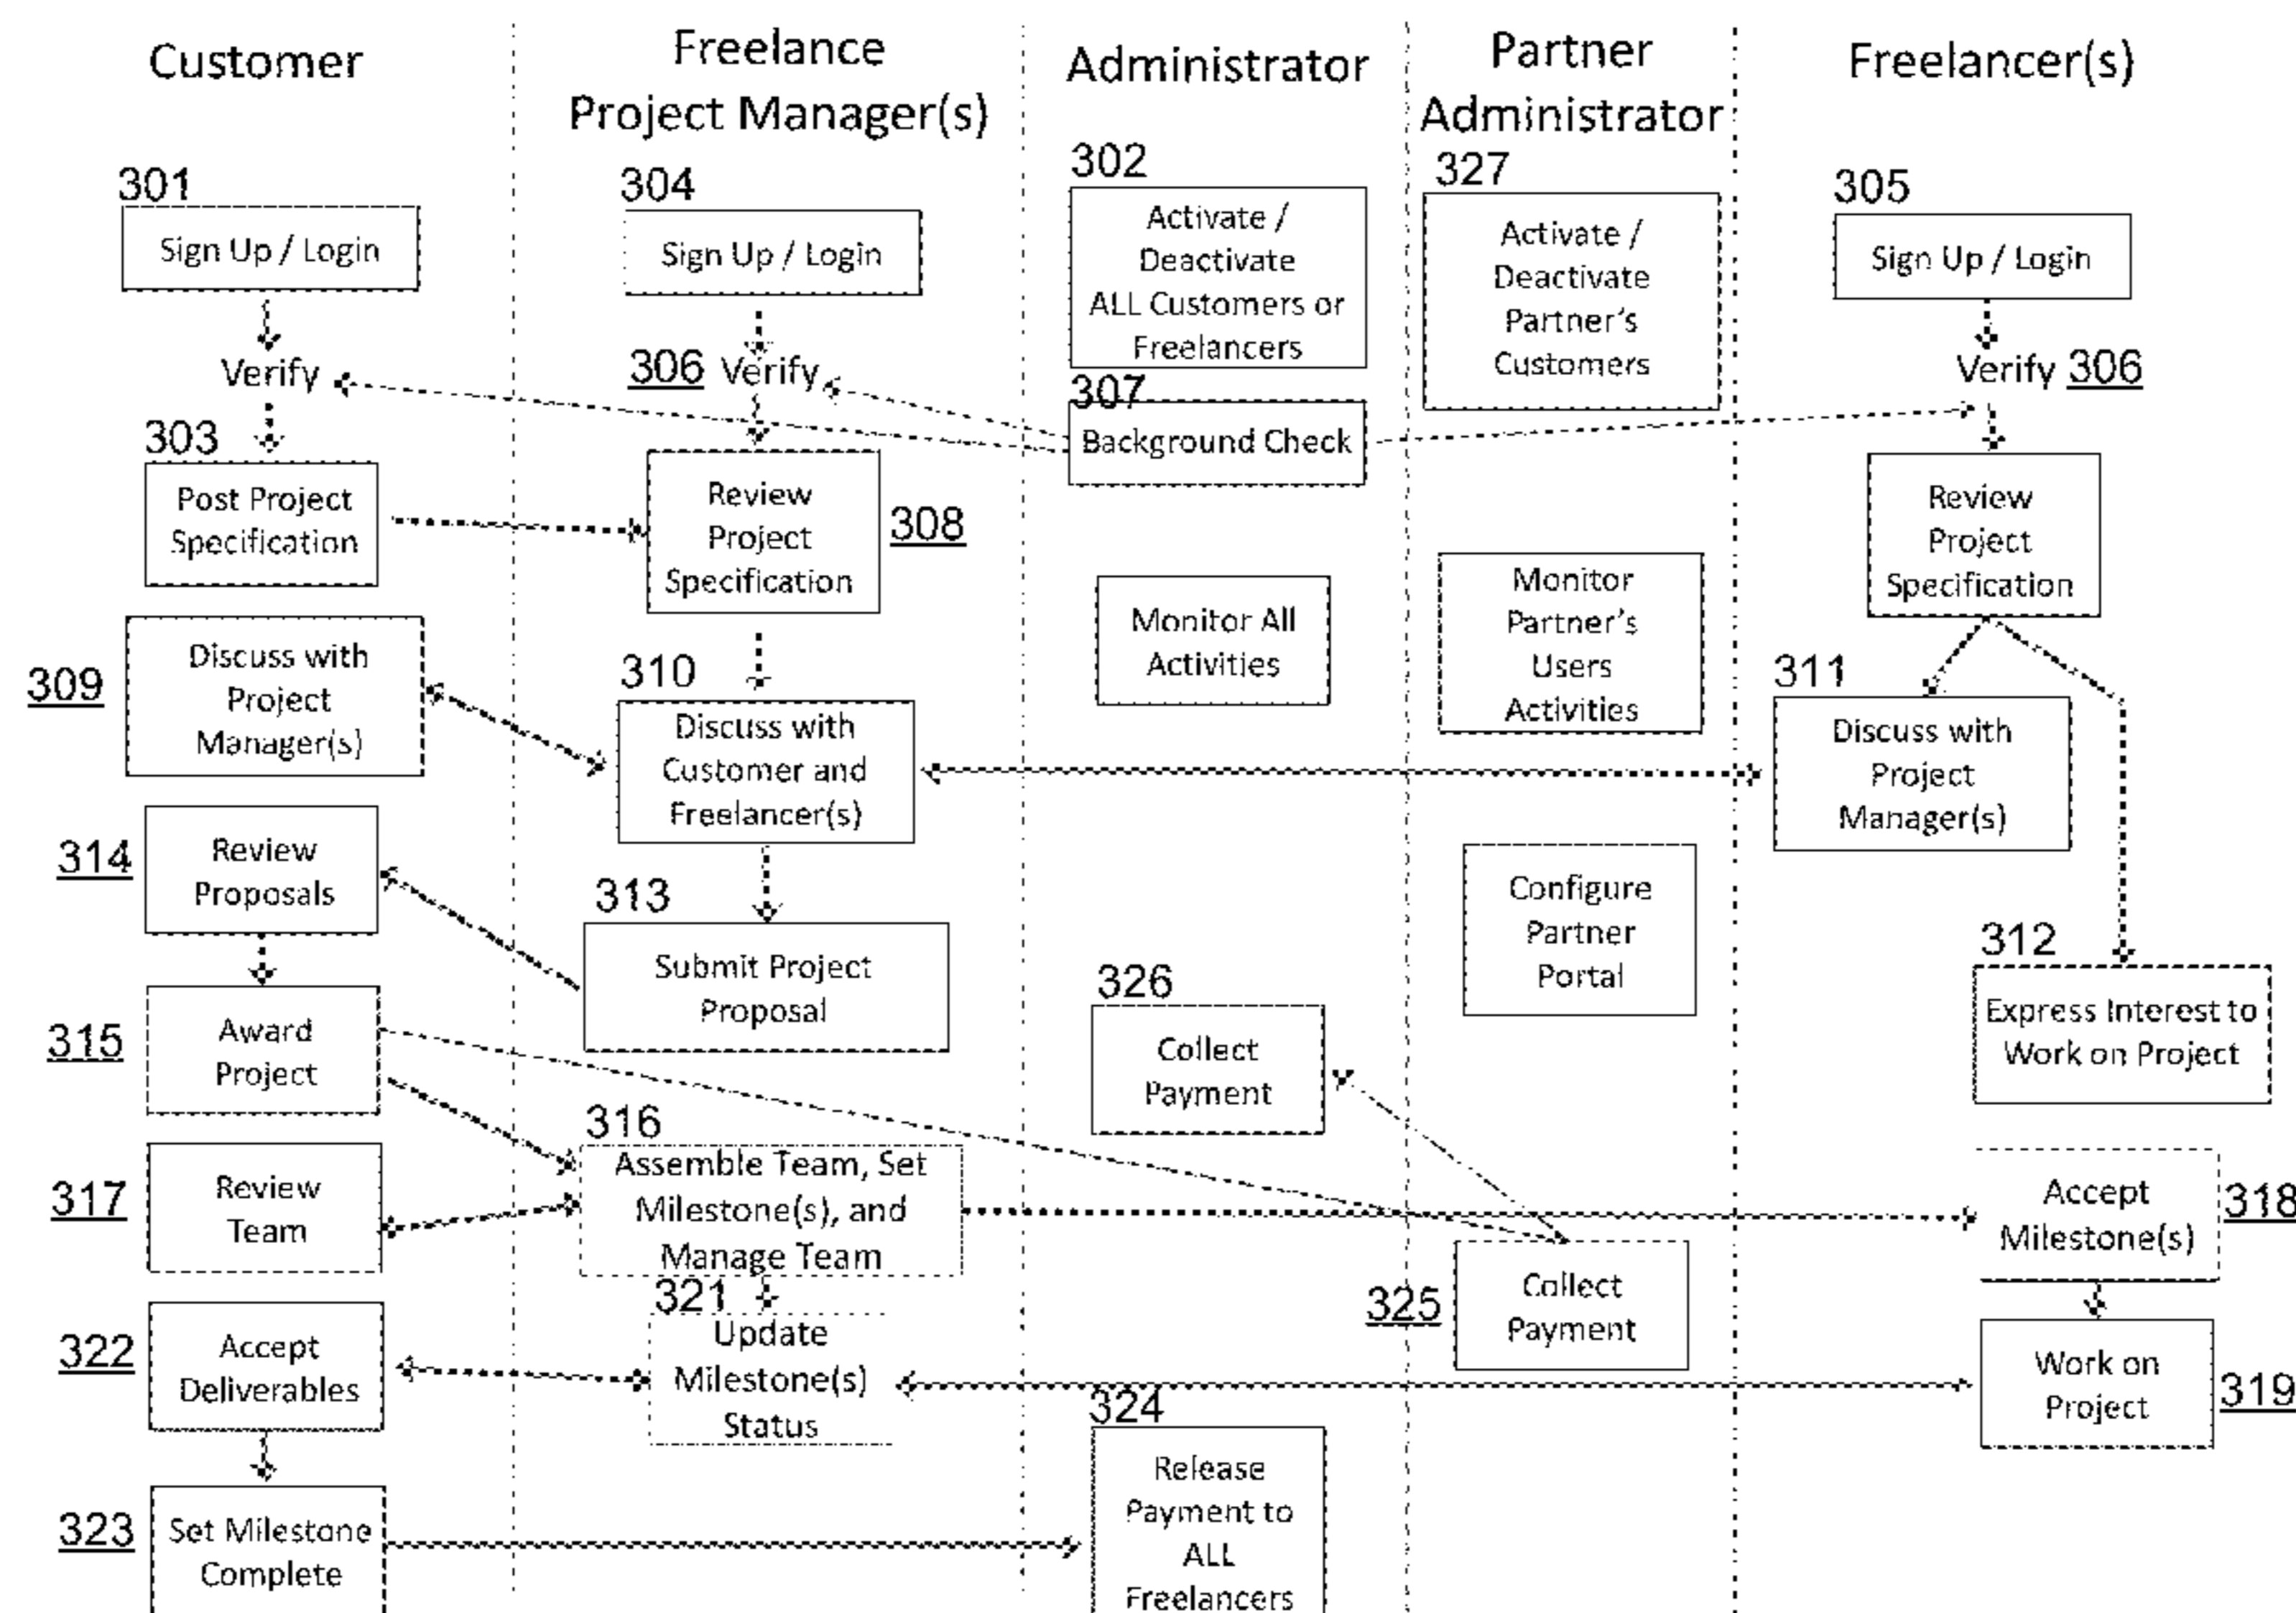 Customer
301
Sign Up / Login
Verify
303
Post Project
Specification
309
Discuss with
Project
Manager(s)
314
Review
Proposals
315
Award
Project
317
Review
Team
322
Accept
Deliverables
323
Set Milestone
Complete
Freelance
Project Manager(s)
304
Sign Up / Login
306 Verify
Review
Project
Specification
308
310
Discuss with
Customer and
Freelancer(s)
313
Submit Project
Proposal
316
Assemble Team, Set
Milestone(s), and
Manage Team
321
Update
Milestone(s)
Status
Administrator
302
Activate /
Deactivate
ALL Customers or
Freelancers
307
Background Check
Monitor All
Activities
326
Collect
Payment
324
Release
Payment to
ALL
Freelancers
Partner
Administrator
327
Activate /
Deactivate
Partner's
Customers
Monitor
Partner's
Users
Activities
Configure
Partner
Portal
325
Collect
Payment
Freelancer(s)
305
Sign Up / Login
Verify 306
Review
Project
Specification
311
Discuss with
Project
Manager(s)
312
Express Interest to
Work on Project
Accept
Milestone(s)
318
Work on
Project
319